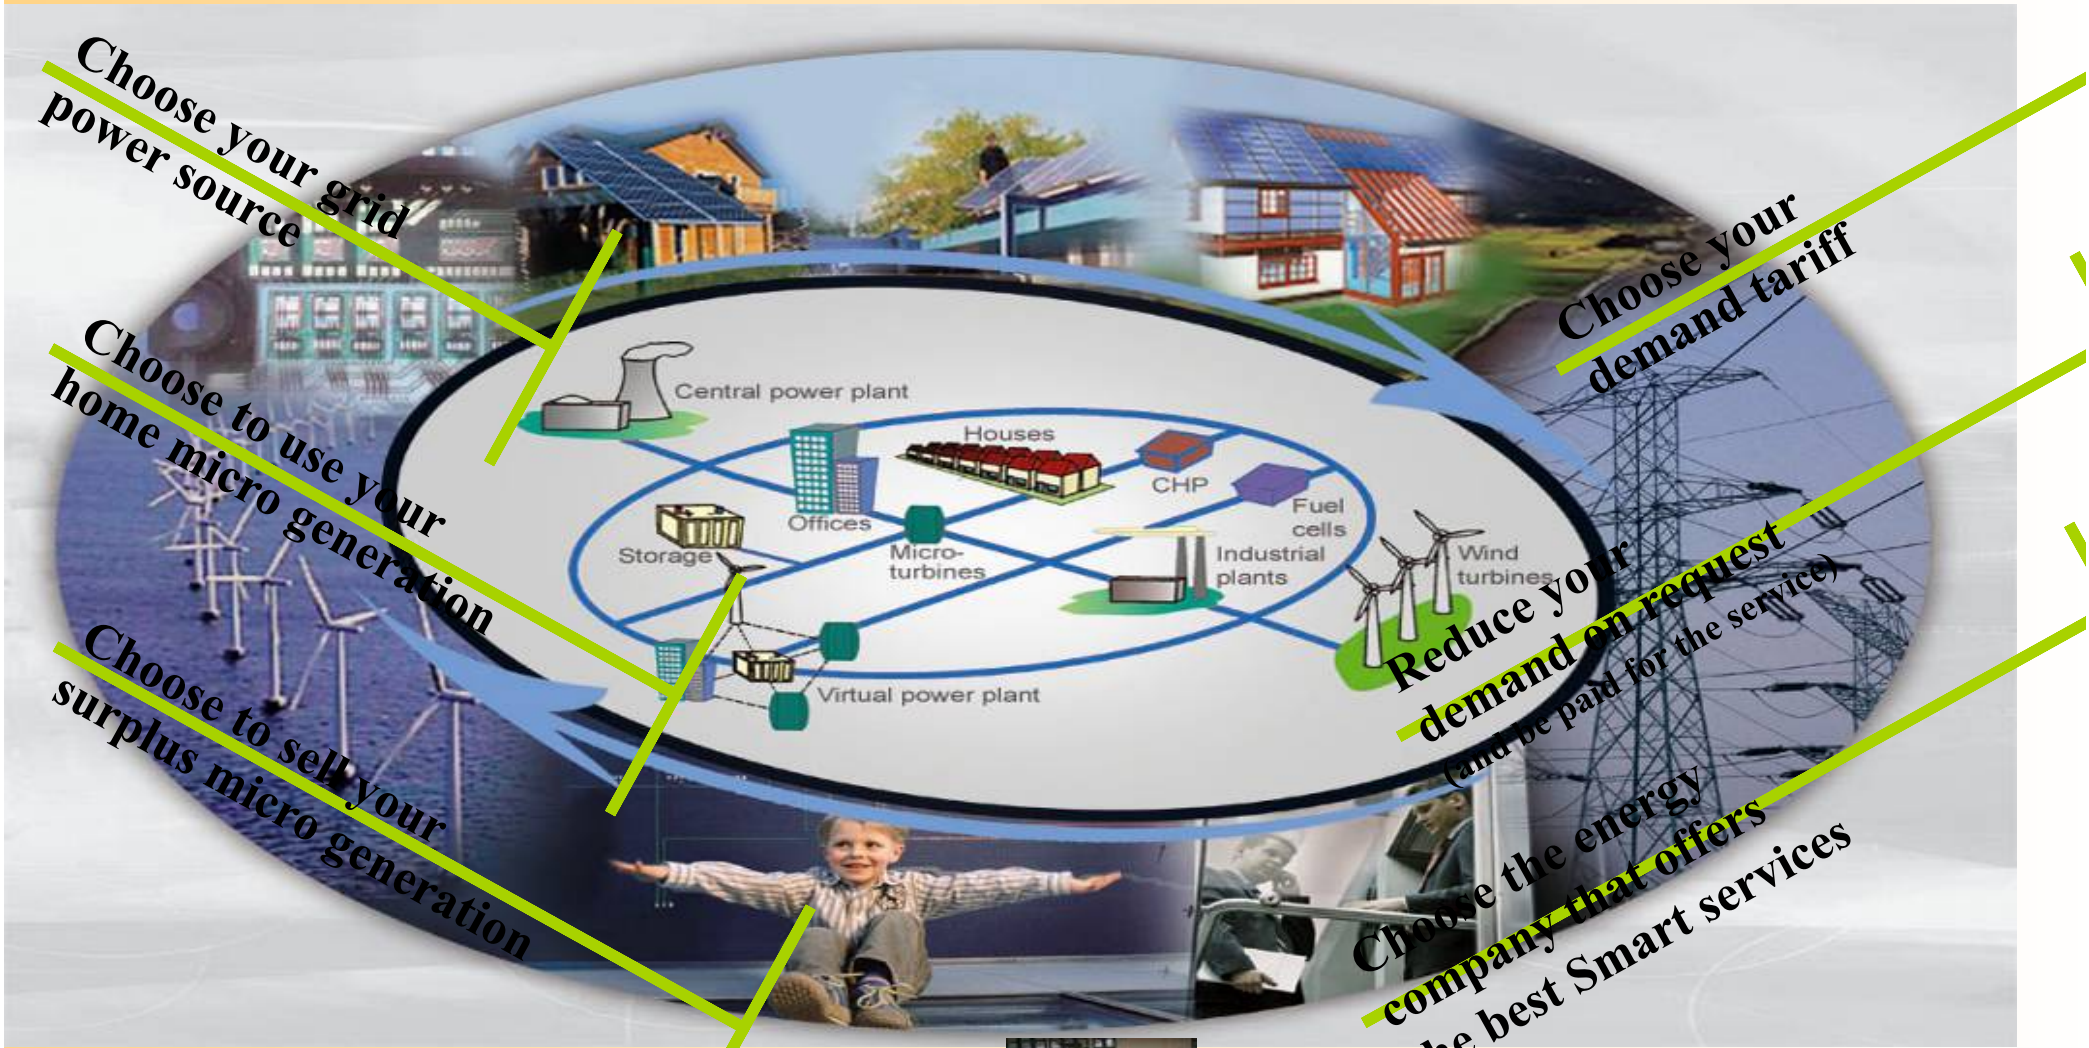 Choose your grid
power source
Choose to use your
home micro generation
Choose to sell your
surplus micro generation
Choose your
demand tariff
Reduce your
demand on request
(and be paid for the service)
Choose the energy
company that offers
he best Smart services
Central power plant
Houses
Offices
CHP
Fuel
cells
Storage
Micro-
turbines
Industrial
plants
Wind
turbines
Virtual power plant